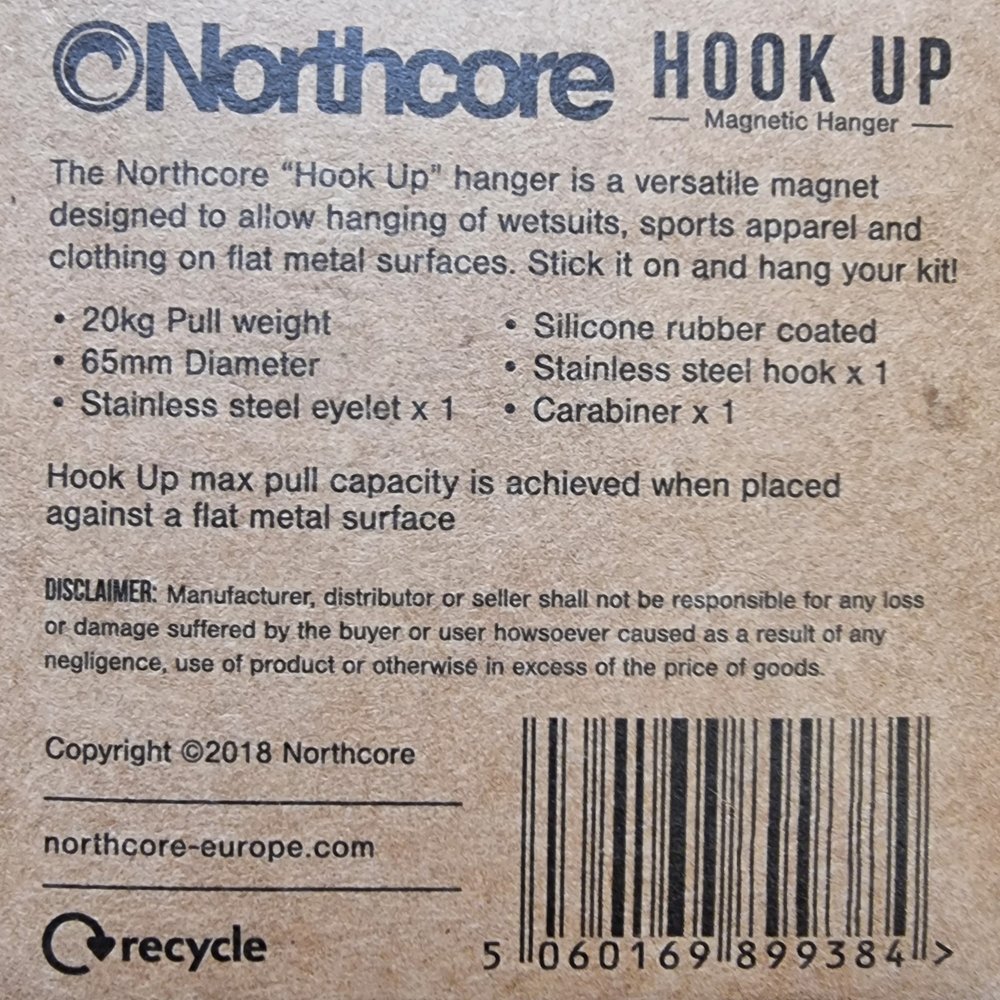 Northcore HOOK UP
Magnetic Hanger
The Northcore “Hook Up” hanger is a versatile magnet
designed to allow hanging of wetsuits, sports apparel and
clothing on flat metal surfaces. Stick it on and hang your kit!
• 20kg Pull weight
• 65mm Diameter
• Stainless steel eyelet x 1
• Silicone rubber coated
• Stainless steel hook x 1
• Carabiner x 1
Hook Up max pull capacity is achieved when placed
against a flat metal surface
DISCLAIMER: Manufacturer, distributor or seller shall not be responsible for any loss
or damage suffered by the buyer or user howsoever caused as a result of any
negligence, use of product or otherwise in excess of the price of goods.
Copyright ©2018 Northcore
northcore-europe.com
recycle
5 060169 899384 >